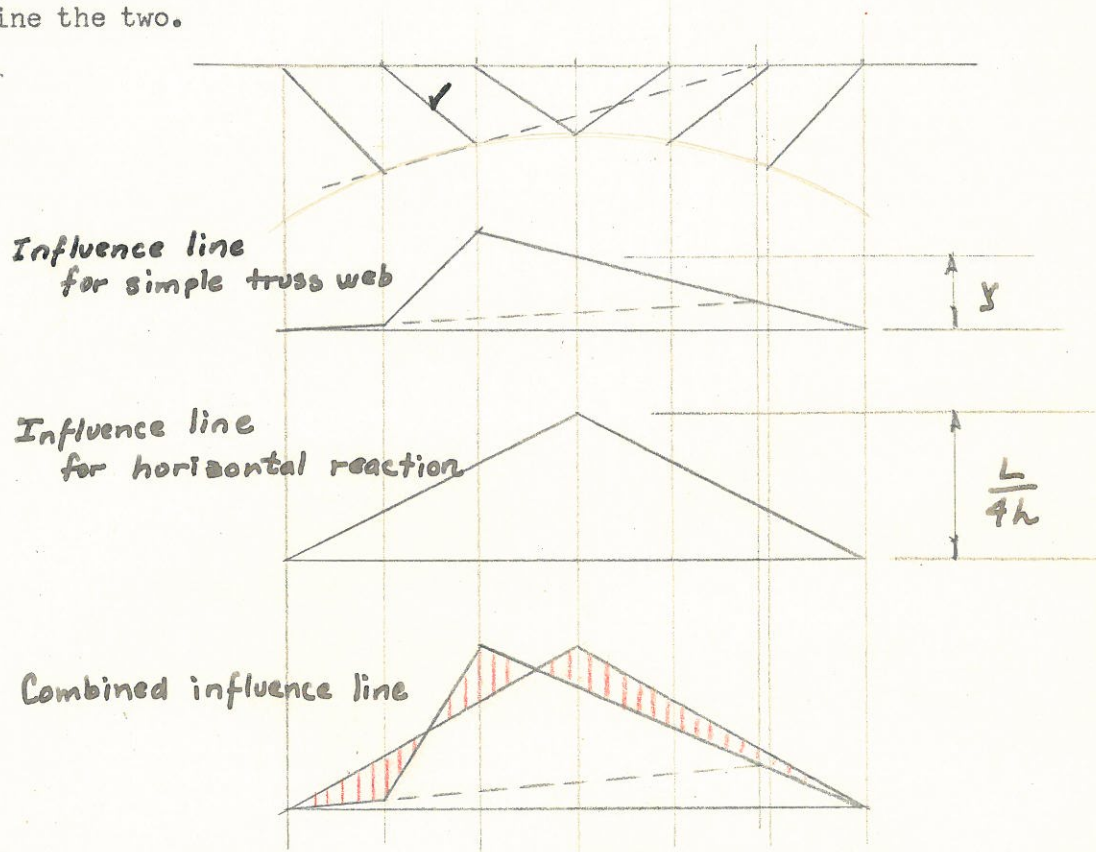 ine the two.
Influence line
for simple truss web
y
Influence line
for horizontal reaction
L
4h
Combined influence line